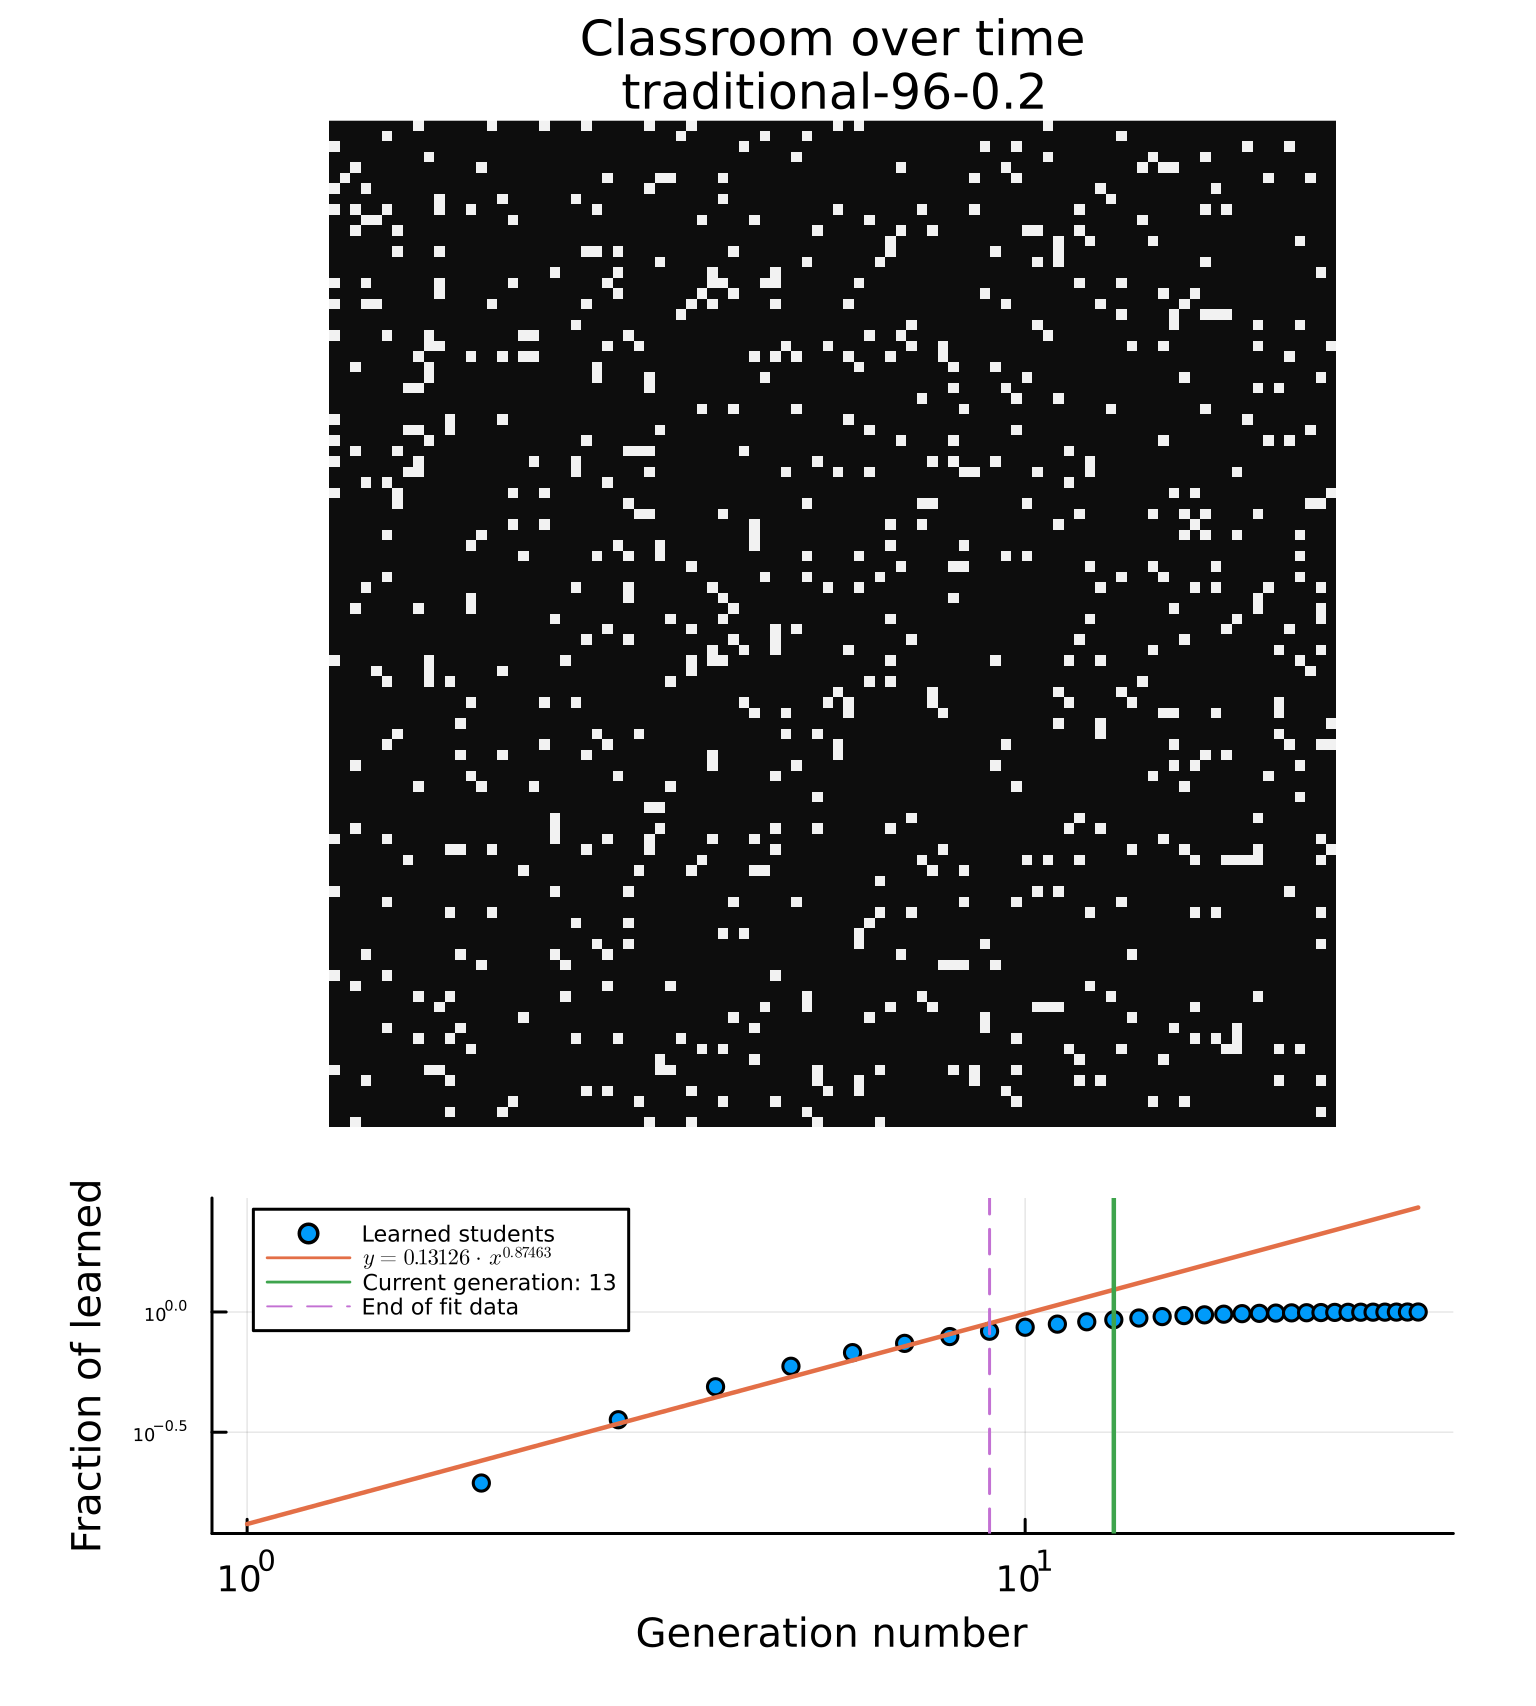 Classroom over time
traditional-96-0.2
Fraction of learned
Learned students
y = 0.13126 · x^0.87463
Current generation: 13
End of fit data
10^0.0
10^−0.5
10^0
10^1
Generation number